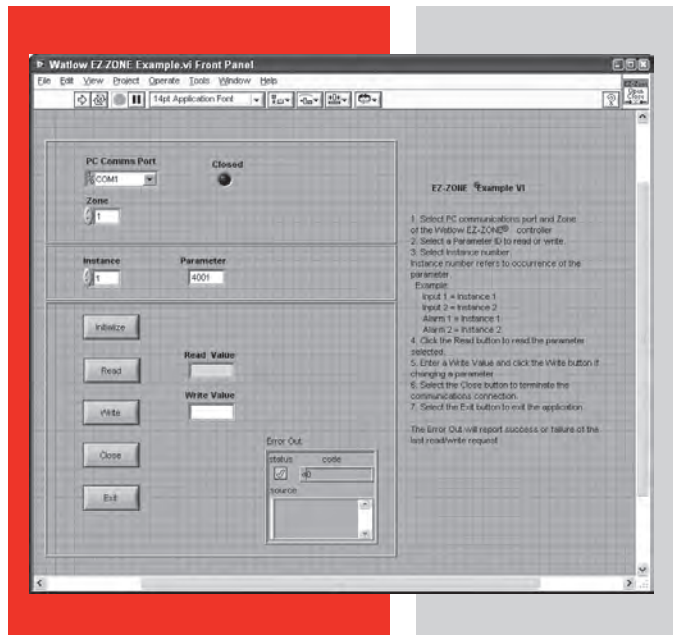 Watlow EZ-ZONE Example.vi Front Panel
File Edit View Project Operate Tools Window Help
14pt Application Font
PC Comms Port
Closed
COM1
Zone
1
Instance
Parameter
1
4001
Initialize
Read
Read Value
Write
Write Value
Close
Exit
Error Out
status code
0
source
EZ-ZONE ® Example VI
1. Select PC communications port and Zone
of the Watlow EZ-ZONE® controller
2. Select a Parameter ID to read or write.
3. Select Instance number
Instance number refers to occurrence of the
parameter
Example
Input 1 = Instance 1
Input 2 = Instance 2
Alarm 1 = Instance 1
Alarm 2 = Instance 2
4. Click the Read button to read the parameter
selected.
5. Enter a Write Value and click the Write button if
changing a parameter
6. Select the Close button to terminate the
communications connection.
7. Select the Exit button to exit the application.
The Error Out will report success or failure of the
last read/write request